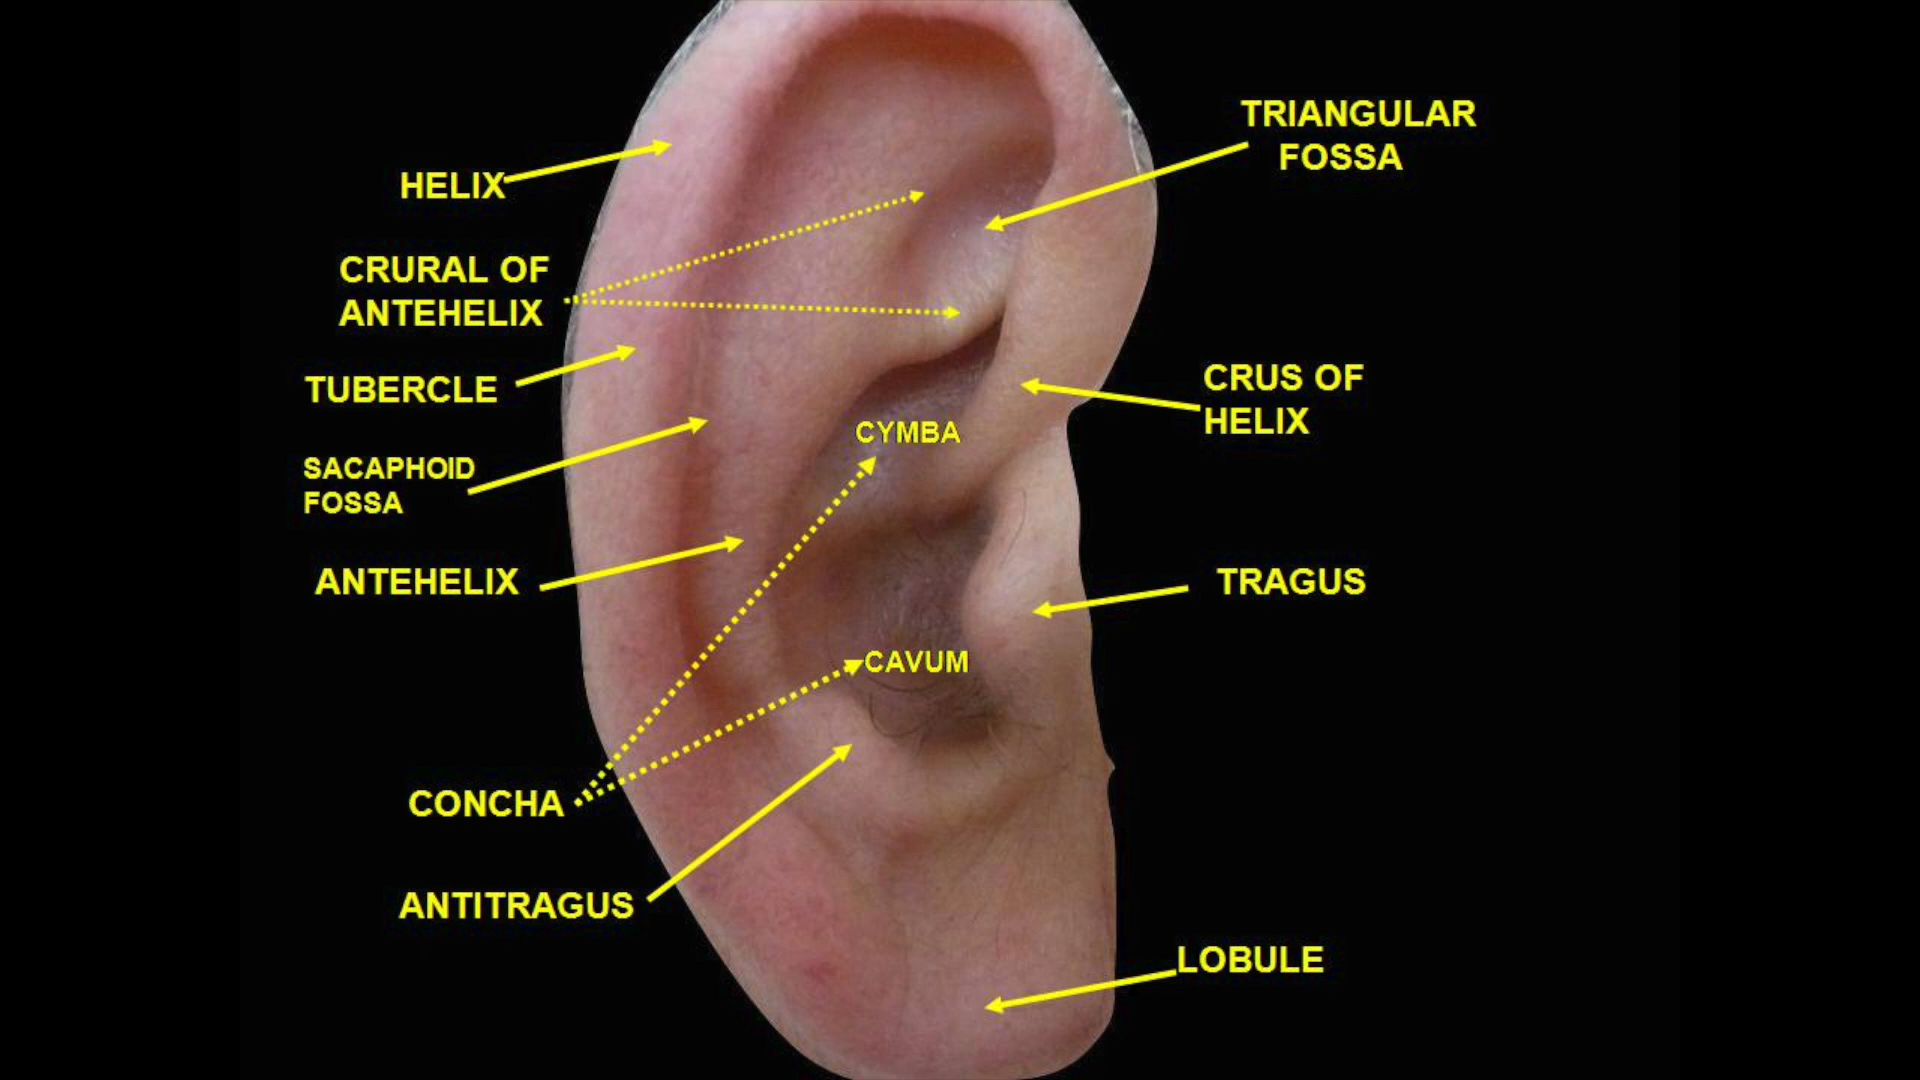 TRIANGULAR
FOSSA
HELIX
CRURAL OF
ANTEHELIX
TUBERCLE
CRUS OF
HELIX
CYMBA
SACAPHOID
FOSSA
ANTEHELIX
TRAGUS
CAVUM
CONCHA
ANTITRAGUS
LOBULE